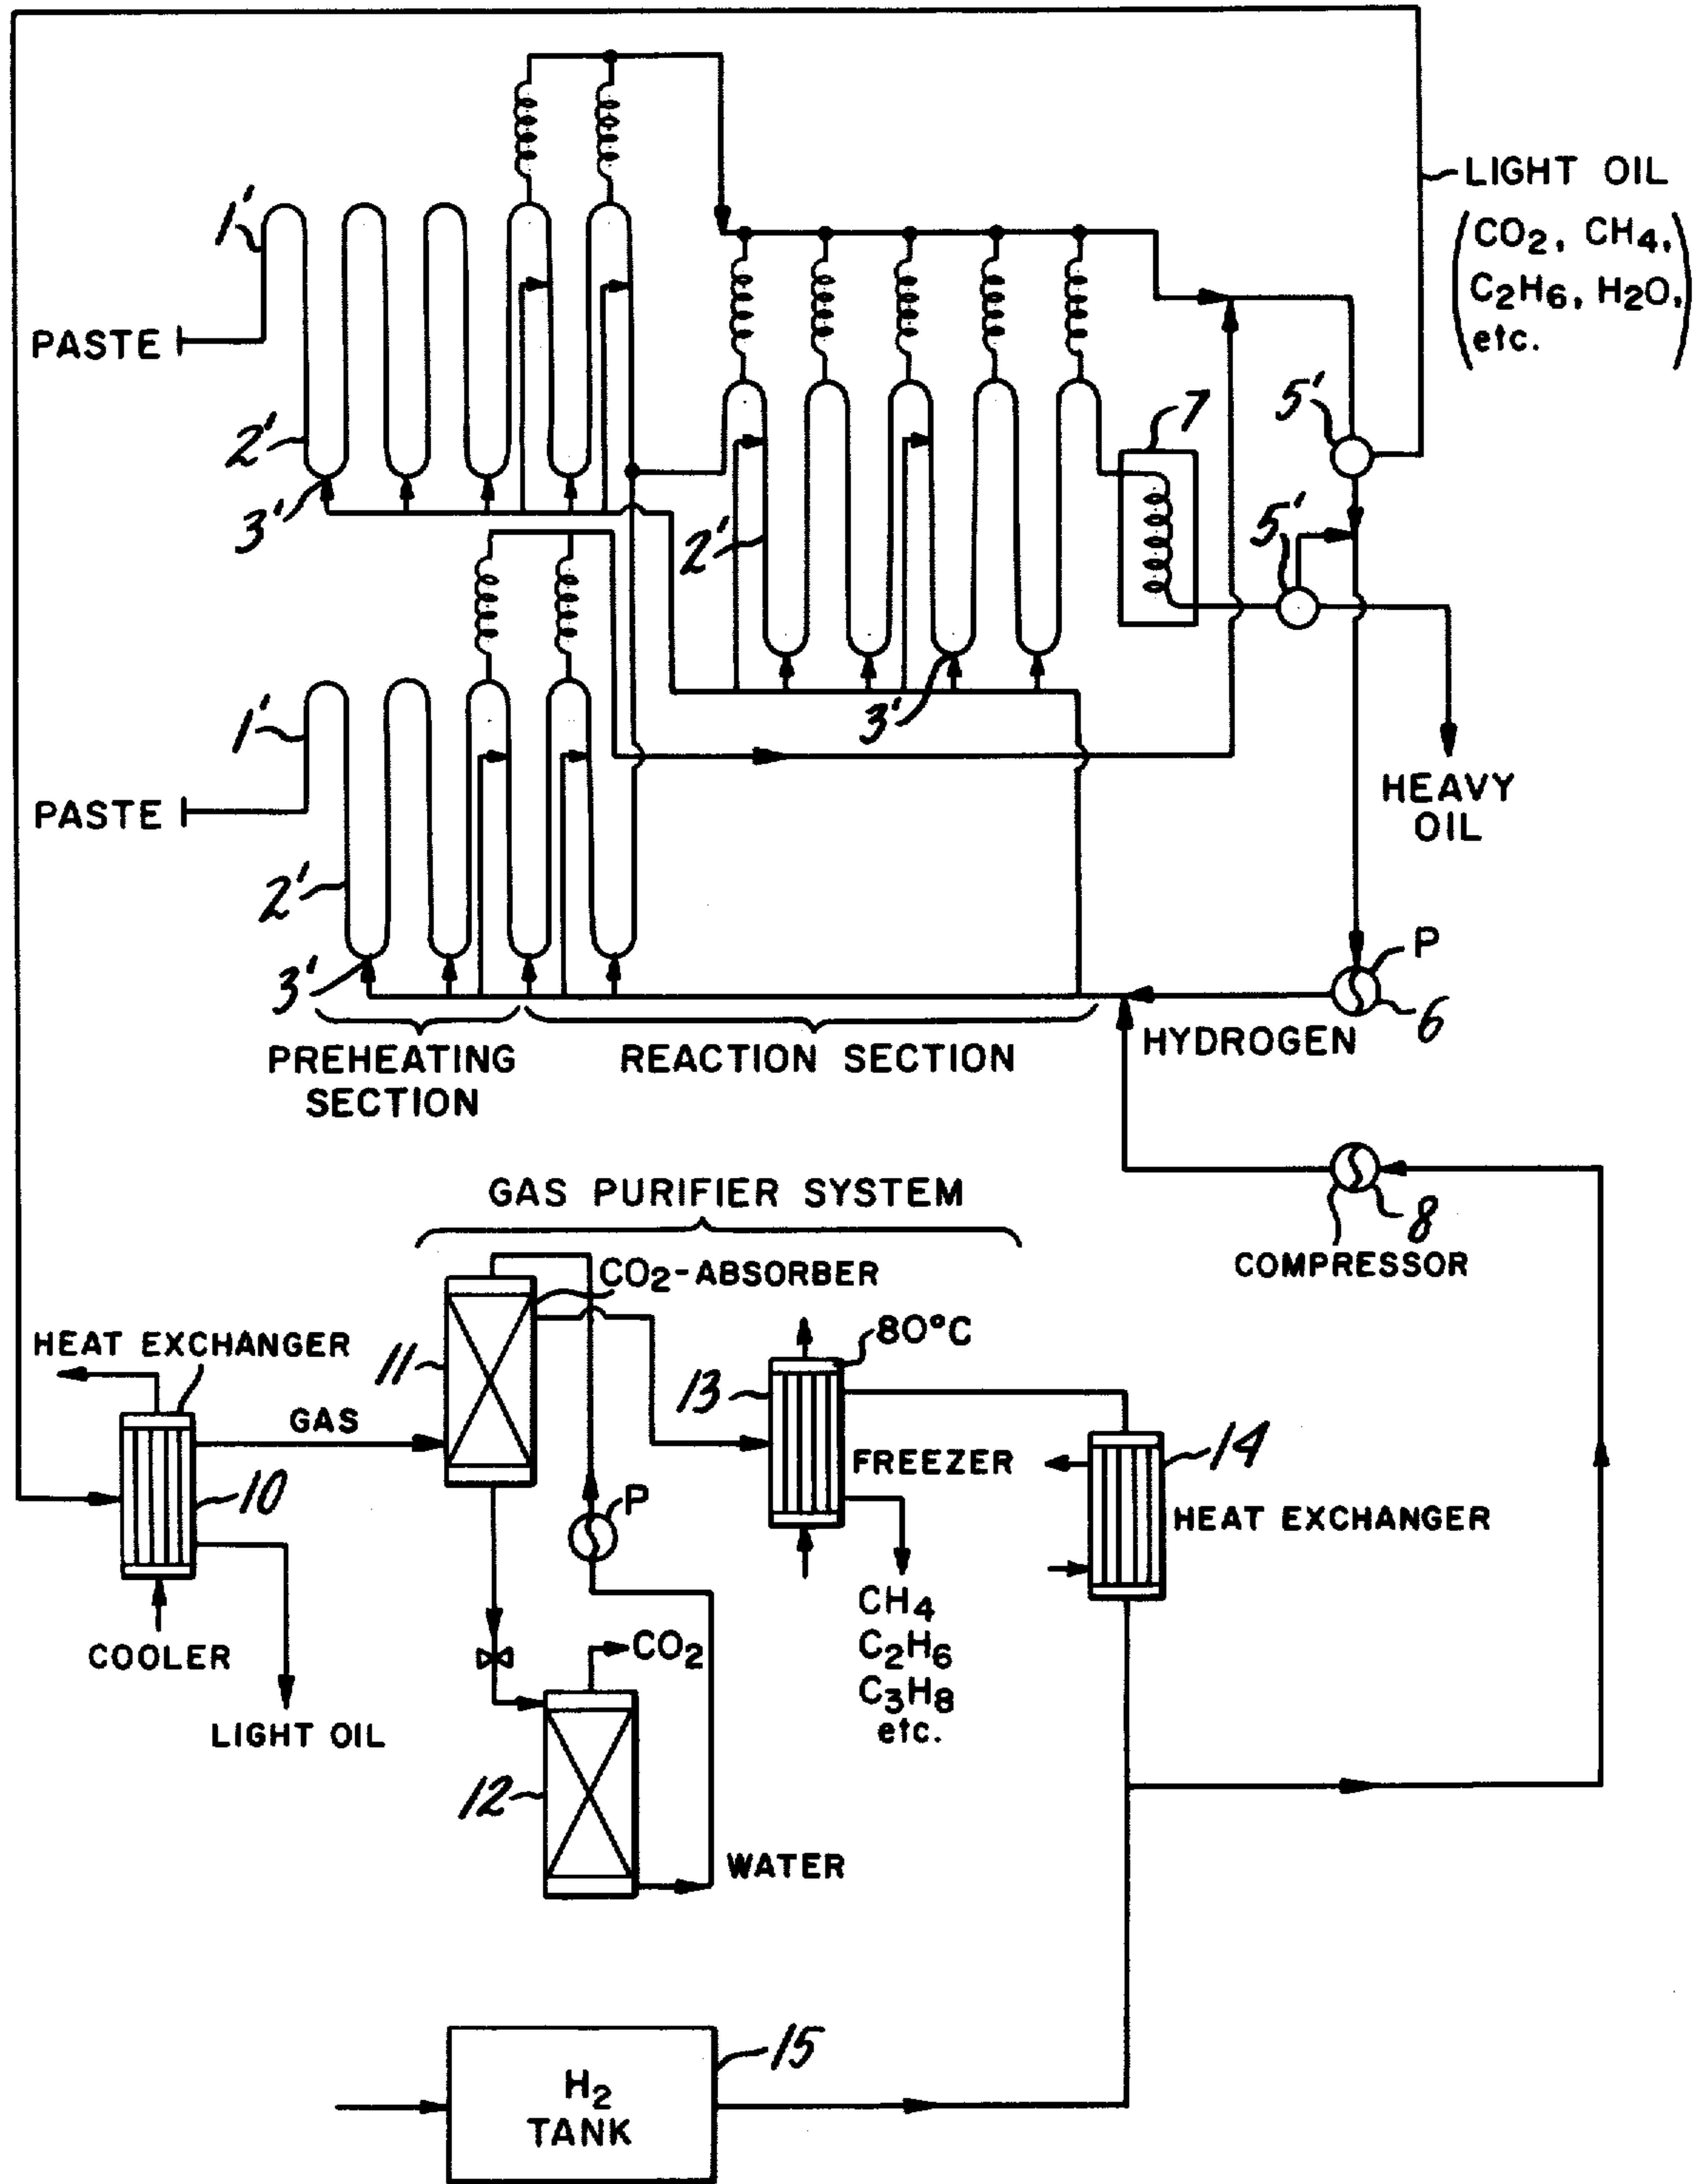 1'
PASTE
2'
3'
LIGHT OIL
(CO2, CH4,
C2H6, H2O,
etc.)
5'
7
5'
2'
3'
HEAVY
OIL
1'
PASTE
2'
3'
P
6
HYDROGEN
PREHEATING
SECTION
REACTION SECTION
GAS PURIFIER SYSTEM
8
COMPRESSOR
CO2-ABSORBER
HEAT EXCHANGER
11
80°C
13
GAS
14
FREEZER
10
P
HEAT EXCHANGER
COOLER
CH4
C2H6
C3H8
etc.
CO2
LIGHT OIL
12
WATER
15
H2
TANK